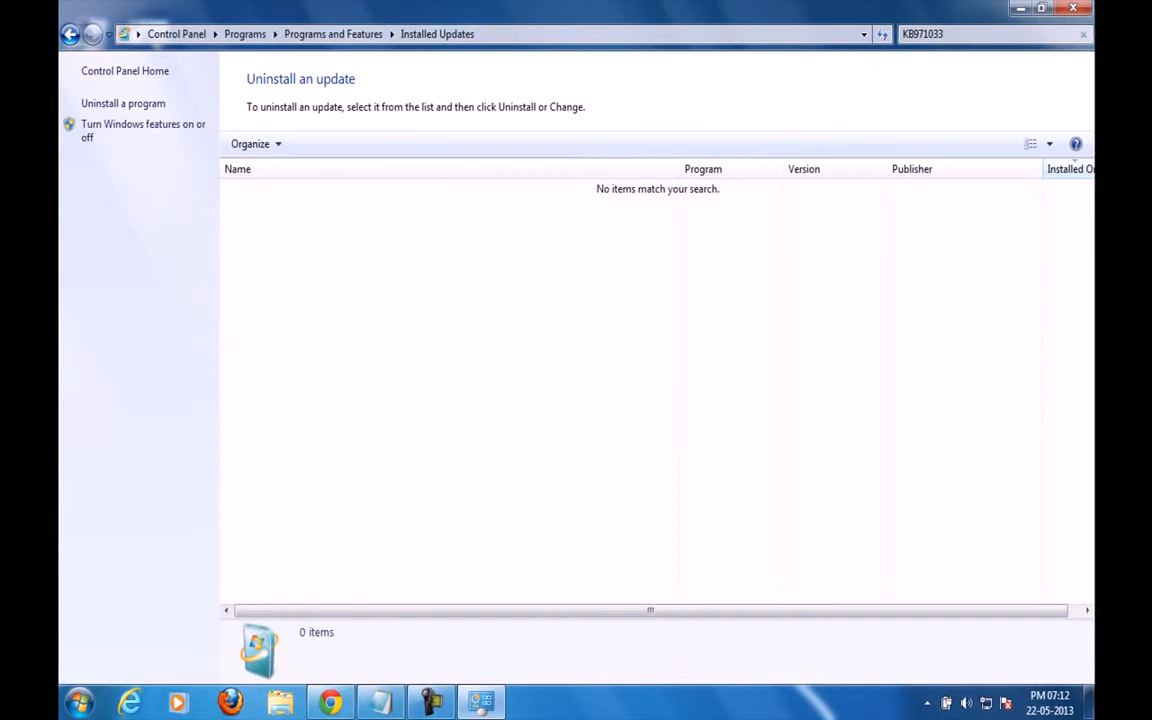 Control Panel Programs Programs and Features Installed Updates KB971033
Control Panel Home
Uninstall a program
Turn Windows features on or
off
Uninstall an update
To uninstall an update, select it from the list and then click Uninstall or Change.
Organize
Name Program Version Publisher Installed On
No items match your search.
0 items
PM 07:12
22-05-2013